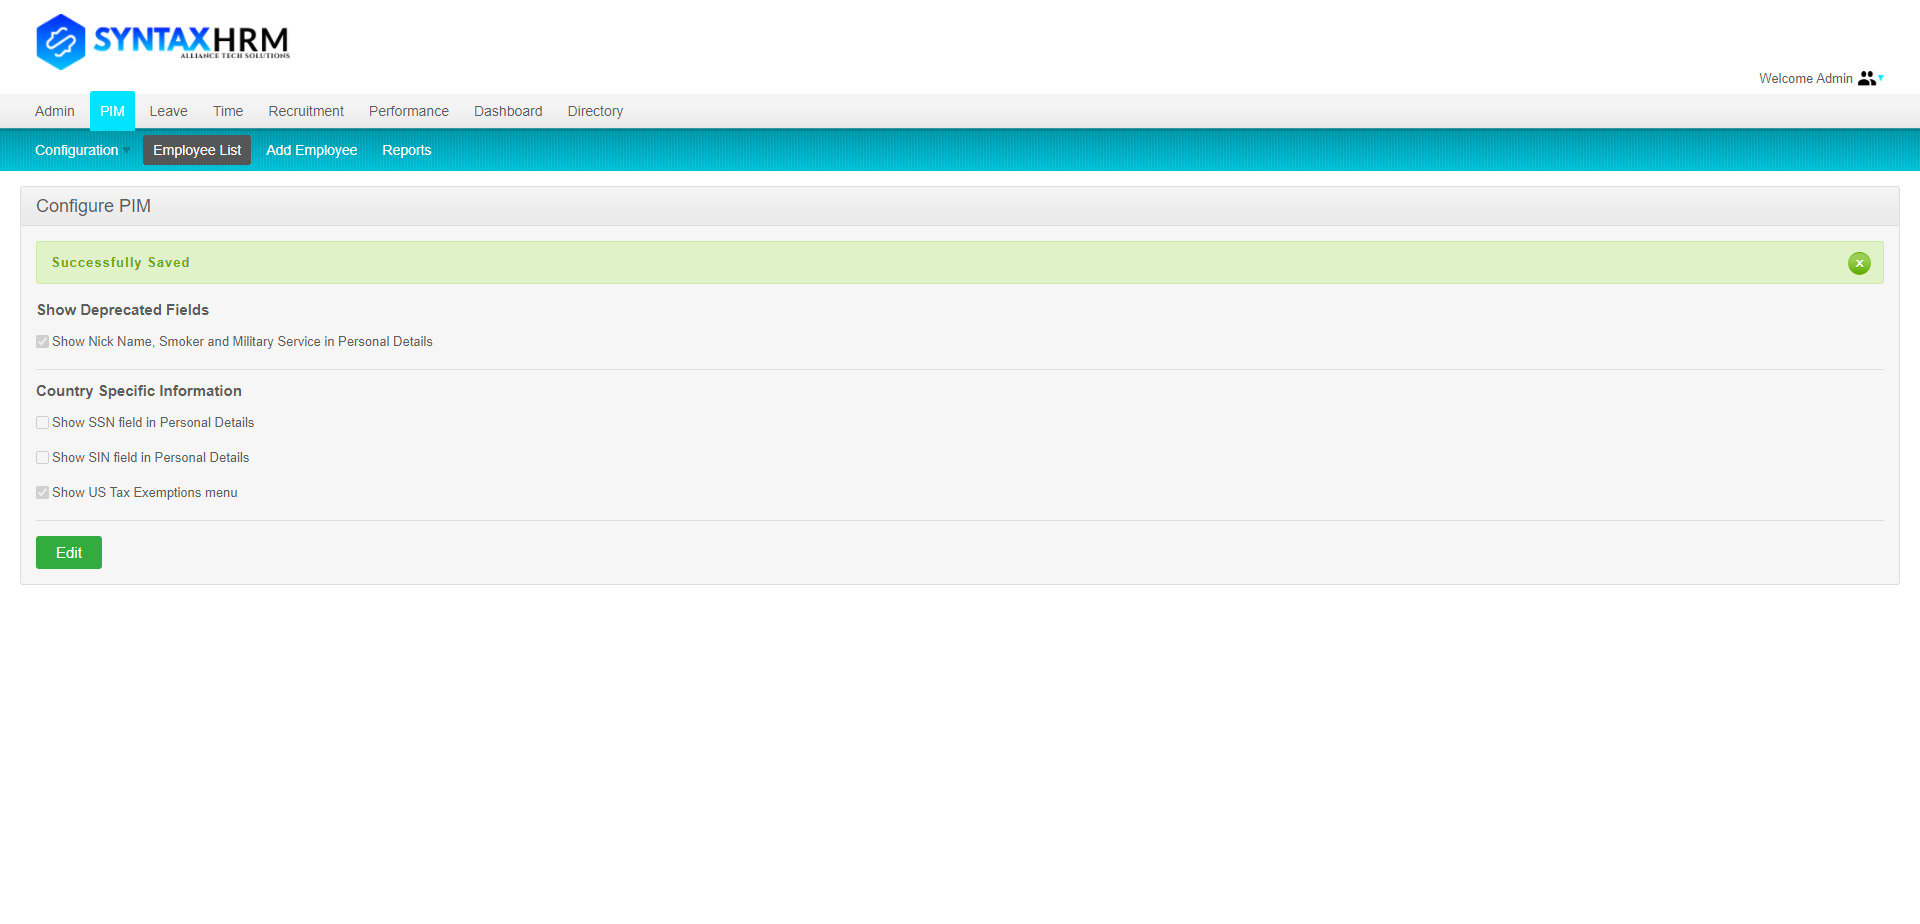 SYNTAXHRM
ALLIANCE TECH SOLUTIONS
Welcome Admin
Admin PIM Leave Time Recruitment Performance Dashboard Directory
Configuration Employee List Add Employee Reports
Configure PIM
Successfully Saved
x
Show Deprecated Fields
Show Nick Name, Smoker and Military Service in Personal Details
Country Specific Information
Show SSN field in Personal Details
Show SIN field in Personal Details
Show US Tax Exemptions menu
Edit